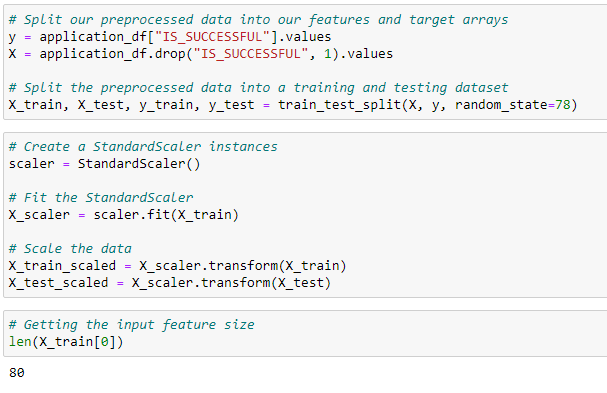 # Split our preprocessed data into our features and target arrays
y = application_df["IS_SUCCESSFUL"].values
X = application_df.drop("IS_SUCCESSFUL", 1).values
# Split the preprocessed data into a training and testing dataset
X_train, X_test, y_train, y_test = train_test_split(X, y, random_state=78)
# Create a StandardScaler instances
scaler = StandardScaler()
# Fit the StandardScaler
X_scaler = scaler.fit(X_train)
# Scale the data
X_train_scaled = X_scaler.transform(X_train)
X_test_scaled = X_scaler.transform(X_test)
# Getting the input feature size
len(X_train[0])
80